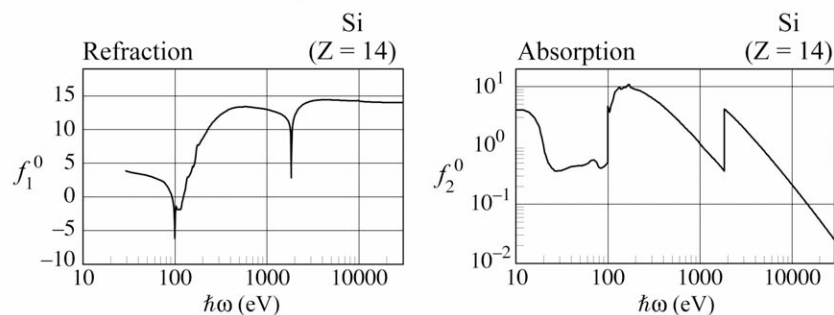 Si
Refraction (Z = 14)
15
10
5
0
−5
−10
f₁⁰
10 100 1000 10000
ħω (eV)
Si
Absorption (Z = 14)
10¹
10⁰
10⁻¹
10⁻²
f₂⁰
10 100 1000 10000
ħω (eV)